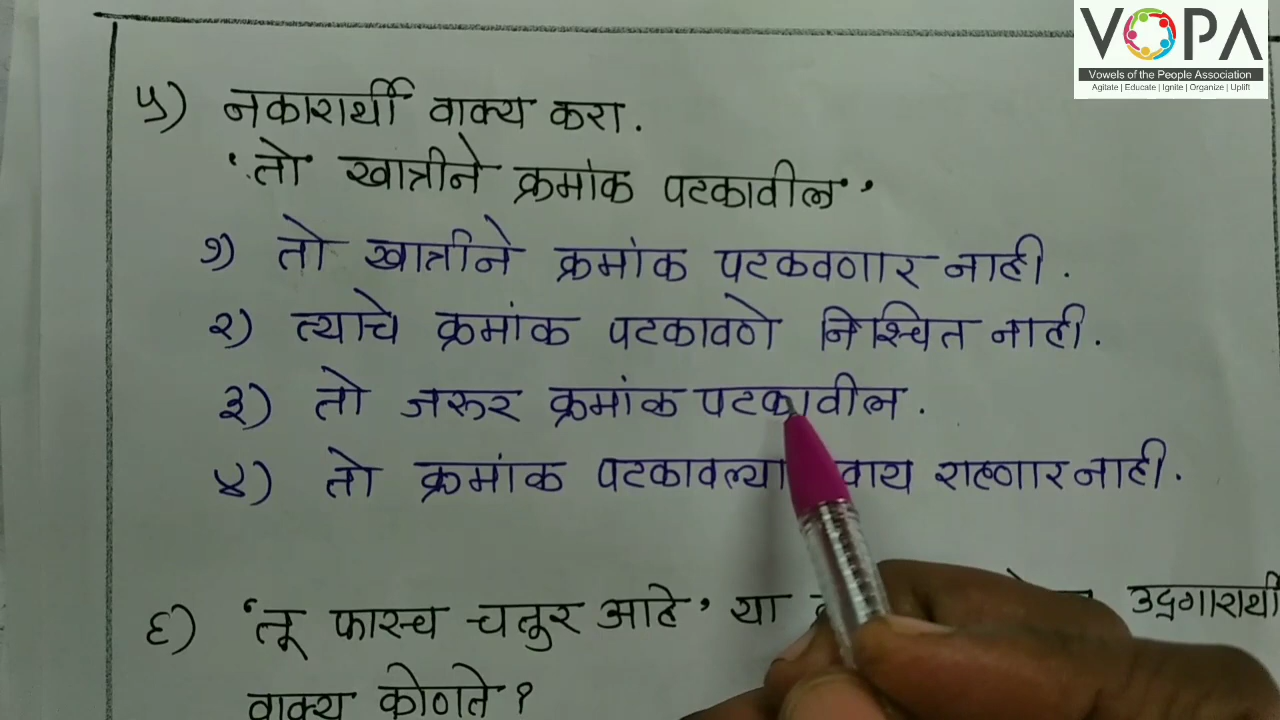 VOPA
Vowels of the People Association
Agitate | Educate | Ignite | Organize | Uplift
५) नकारार्थी वाक्य करा.
'तो खात्रीने क्रमांक पटकावील'
१) तो खात्रीने क्रमांक पटकवणार नाही.
२) त्याचे क्रमांक पटकावणे निश्चित नाही.
३) तो जरुर क्रमांक पटकावील.
४) तो क्रमांक पटकावल्या वाय राहणार नाही.
६) 'तू फारच चतुर आहे' या उद्गारार्थी
वाक्य कोणते?